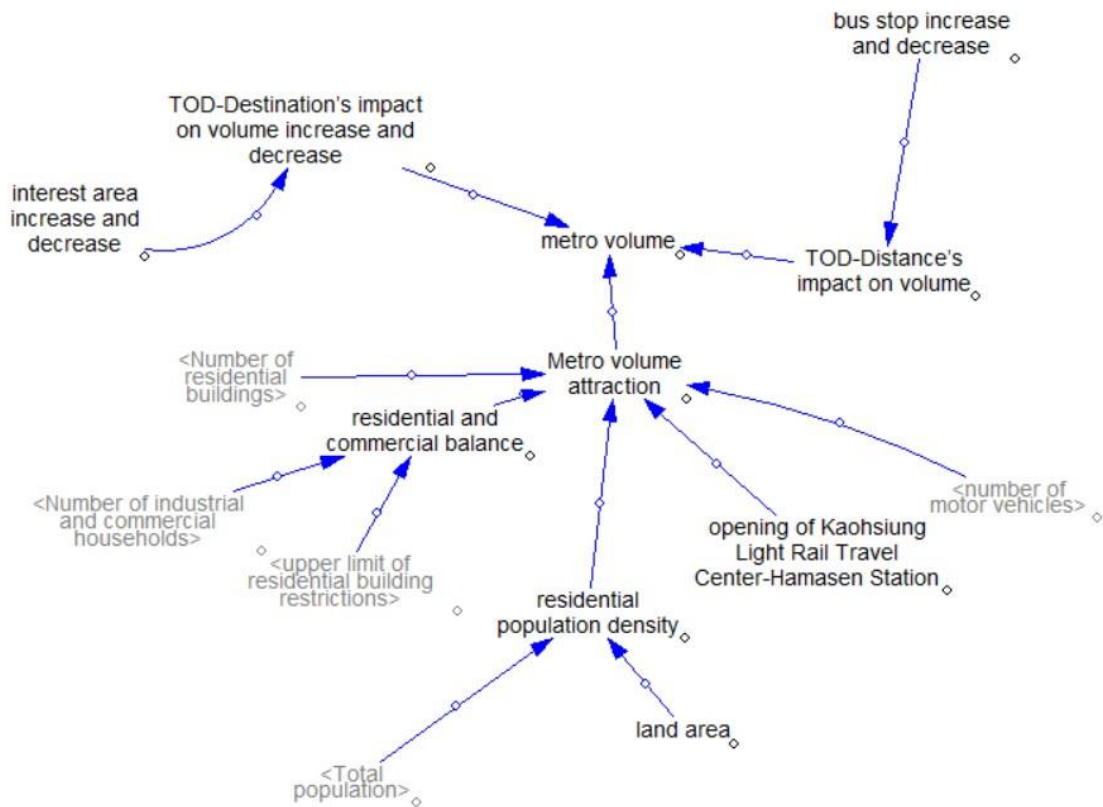 bus stop increase
and decrease
TOD-Destination's impact
on volume increase and
decrease
interest area
increase and
decrease
metro volume
TOD-Distance's
impact on volume
<Number of
residential
buildings>
Metro volume
attraction
residential and
commercial balance
<Number of industrial
and commercial
households>
<upper limit of
residential building
restrictions>
<number of
motor vehicles>
opening of Kaohsiung
Light Rail Travel
Center-Hamasen Station
residential
population density
land area
<Total
population>